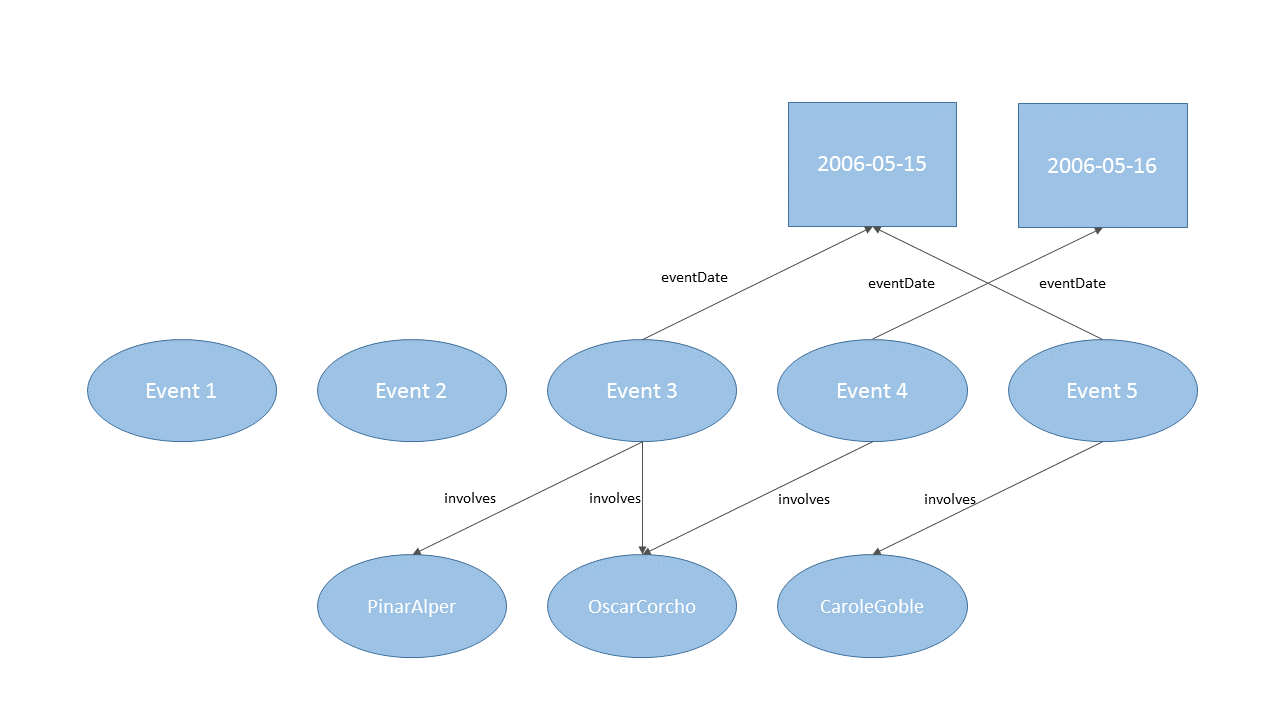 2006-05-15
2006-05-16
eventDate
eventDate
eventDate
Event 1
Event 2
Event 3
Event 4
Event 5
involves
involves
involves
involves
PinarAlper
OscarCorcho
CaroleGoble